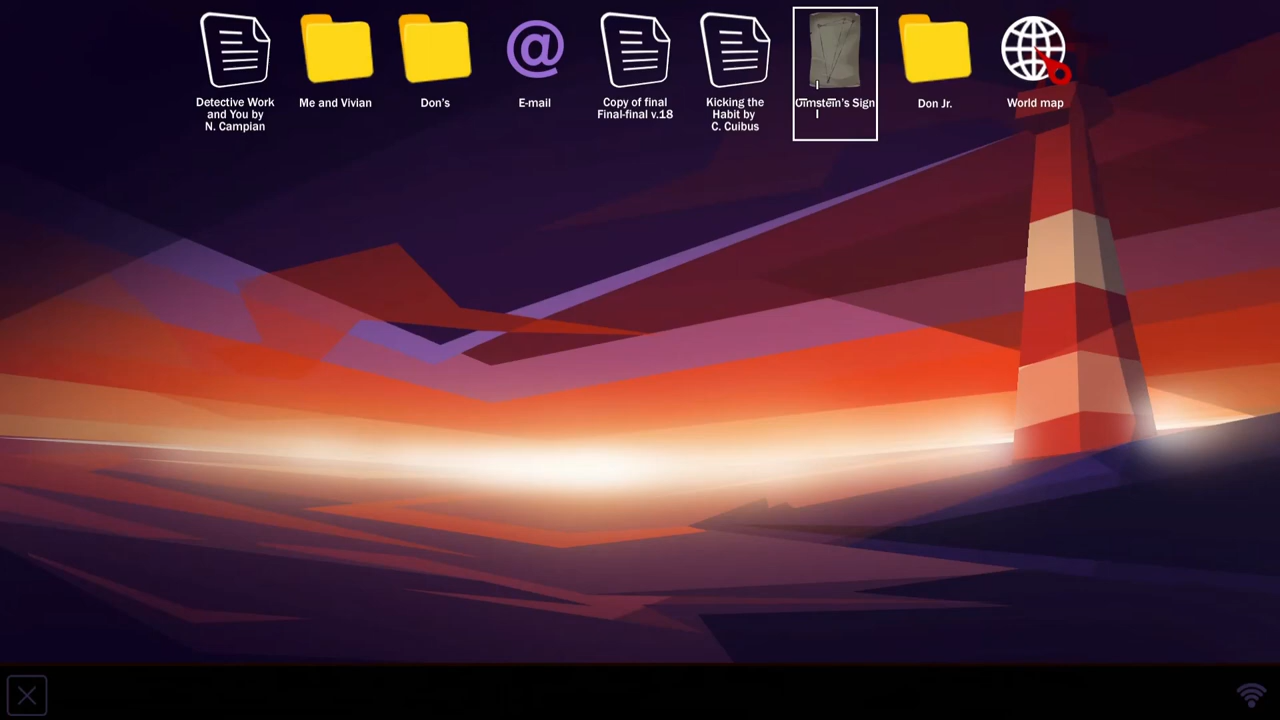 Detective Work
and You by
N. Campian
Me and Vivian
Don's
@
E-mail
Copy of final
Final-final v.18
Kicking the
Habit by
C. Cuibus
Olmstein's Sign
Don Jr.
World map